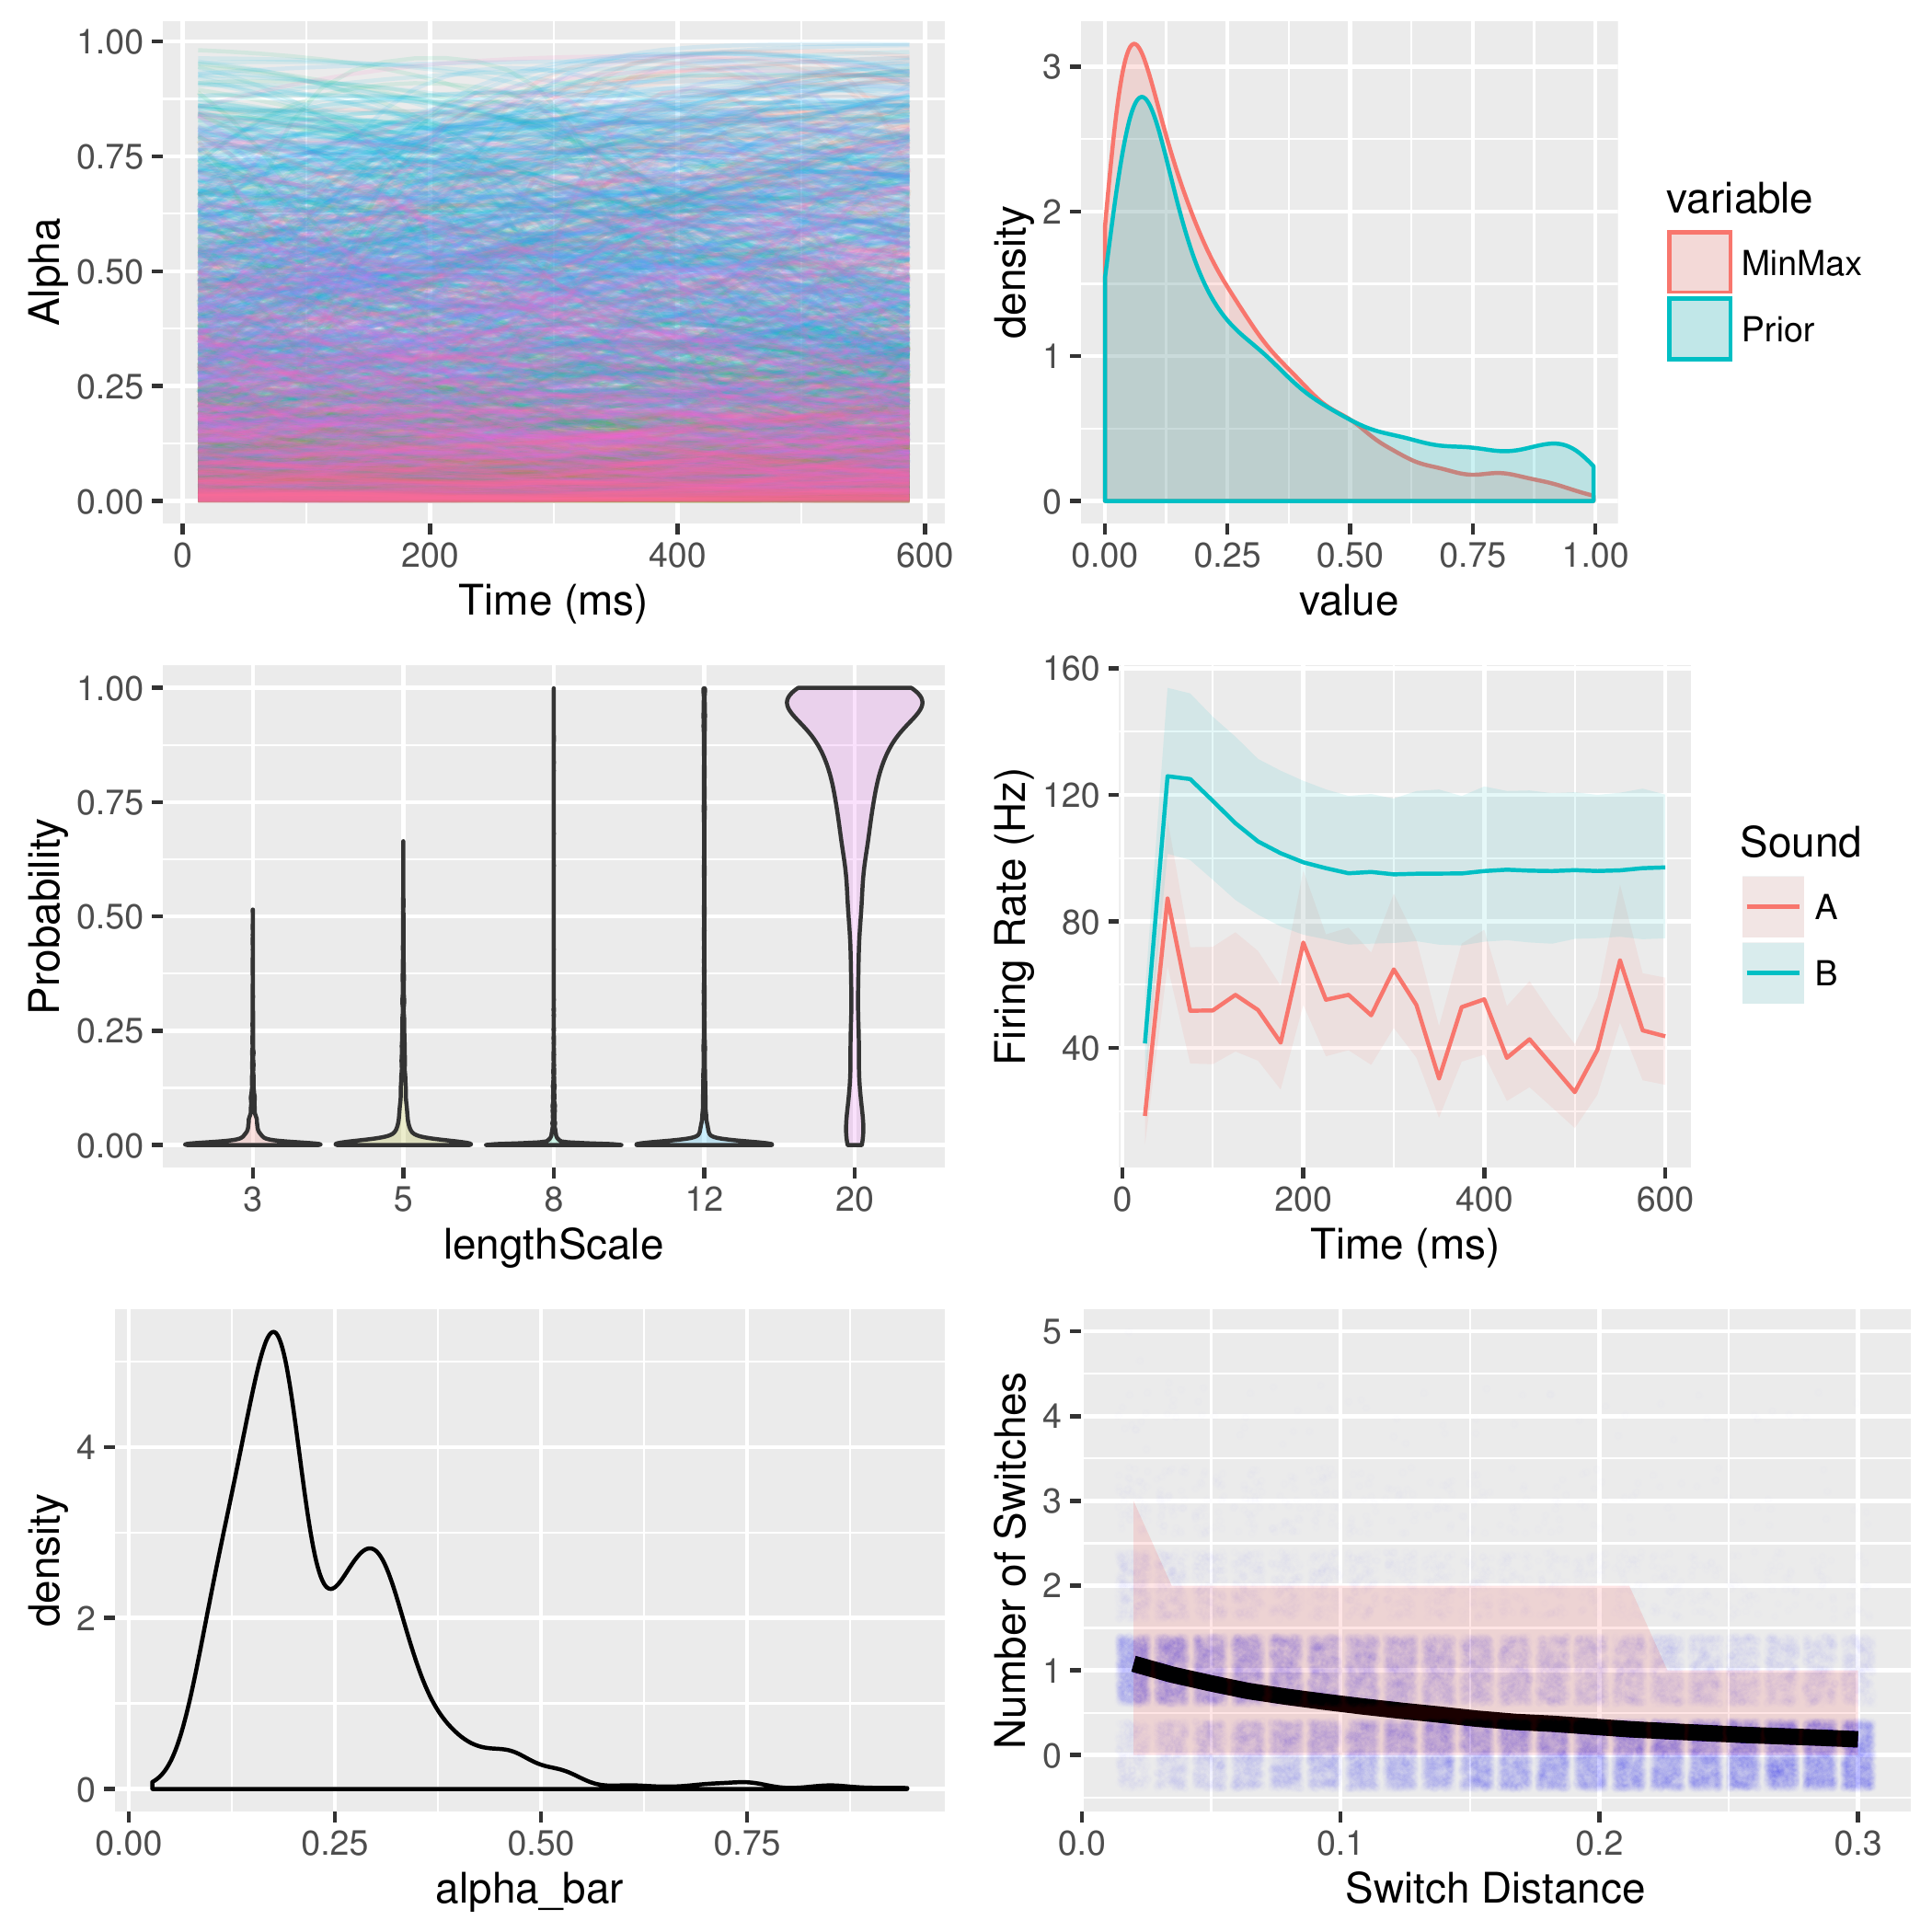 1.00
0.75
0.50
0.25
0.00
Alpha
0 200 400 600
Time (ms)
3
2
1
0
density
0.00 0.25 0.50 0.75 1.00
value
variable
MinMax
Prior
1.00
0.75
0.50
0.25
0.00
Probability
3 5 8 12 20
lengthScale
160
120
80
40
Firing Rate (Hz)
0 200 400 600
Time (ms)
Sound
A
B
4
2
0
density
0.00 0.25 0.50 0.75
alpha_bar
5
4
3
2
1
0
Number of Switches
0.0 0.1 0.2 0.3
Switch Distance